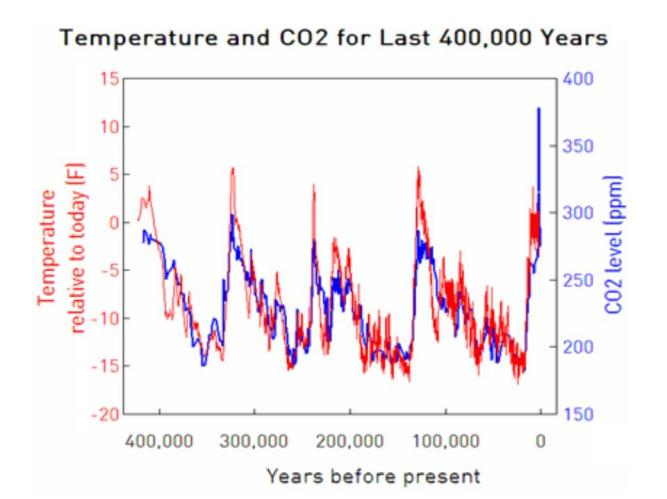 Temperature and CO2 for Last 400,000 Years
15
10
5
0
-5
-10
-15
-20
Temperature
relative to today (F)
400
350
300
250
200
150
CO2 level (ppm)
400,000 300,000 200,000 100,000 0
Years before present